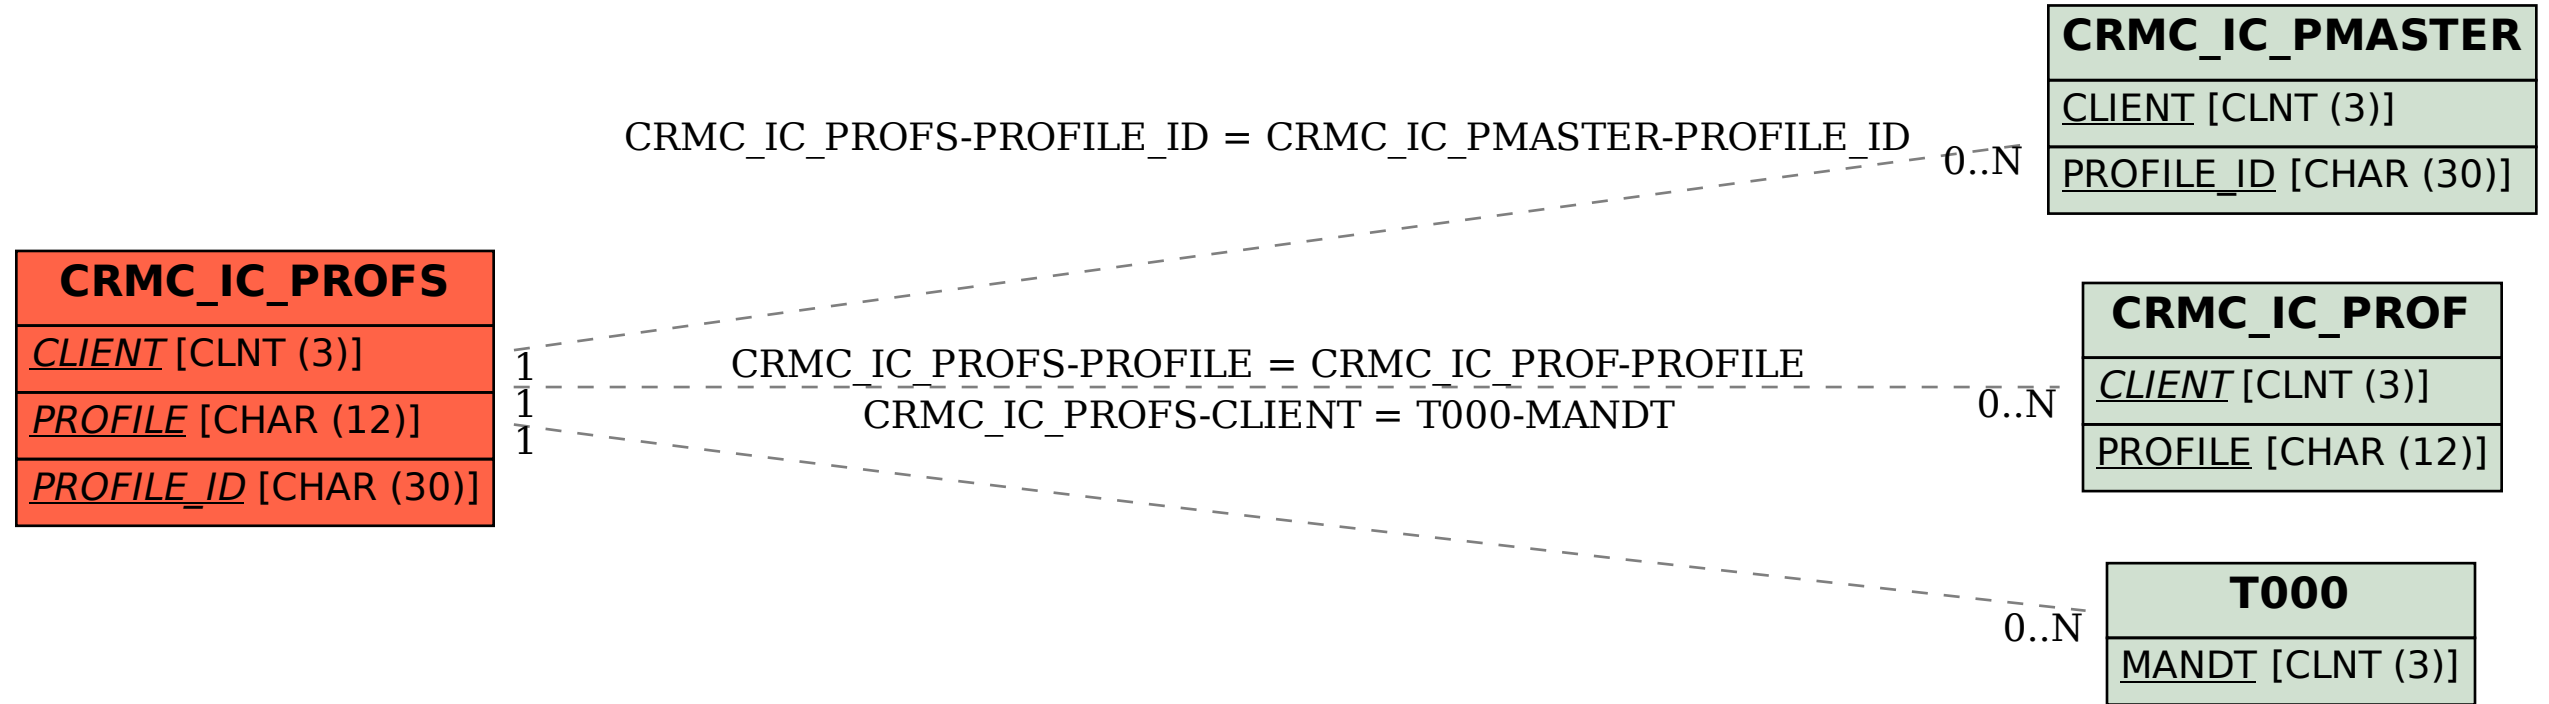 CRMC_IC_PMASTER
CLIENT [CLNT (3)]
PROFILE_ID [CHAR (30)]
CRMC_IC_PROFS-PROFILE_ID = CRMC_IC_PMASTER-PROFILE_ID
0..N
CRMC_IC_PROFS
CLIENT [CLNT (3)]
PROFILE [CHAR (12)]
PROFILE_ID [CHAR (30)]
1
1
1
CRMC_IC_PROFS-PROFILE = CRMC_IC_PROF-PROFILE
0..N
CRMC_IC_PROFS-CLIENT = T000-MANDT
0..N
CRMC_IC_PROF
CLIENT [CLNT (3)]
PROFILE [CHAR (12)]
T000
MANDT [CLNT (3)]